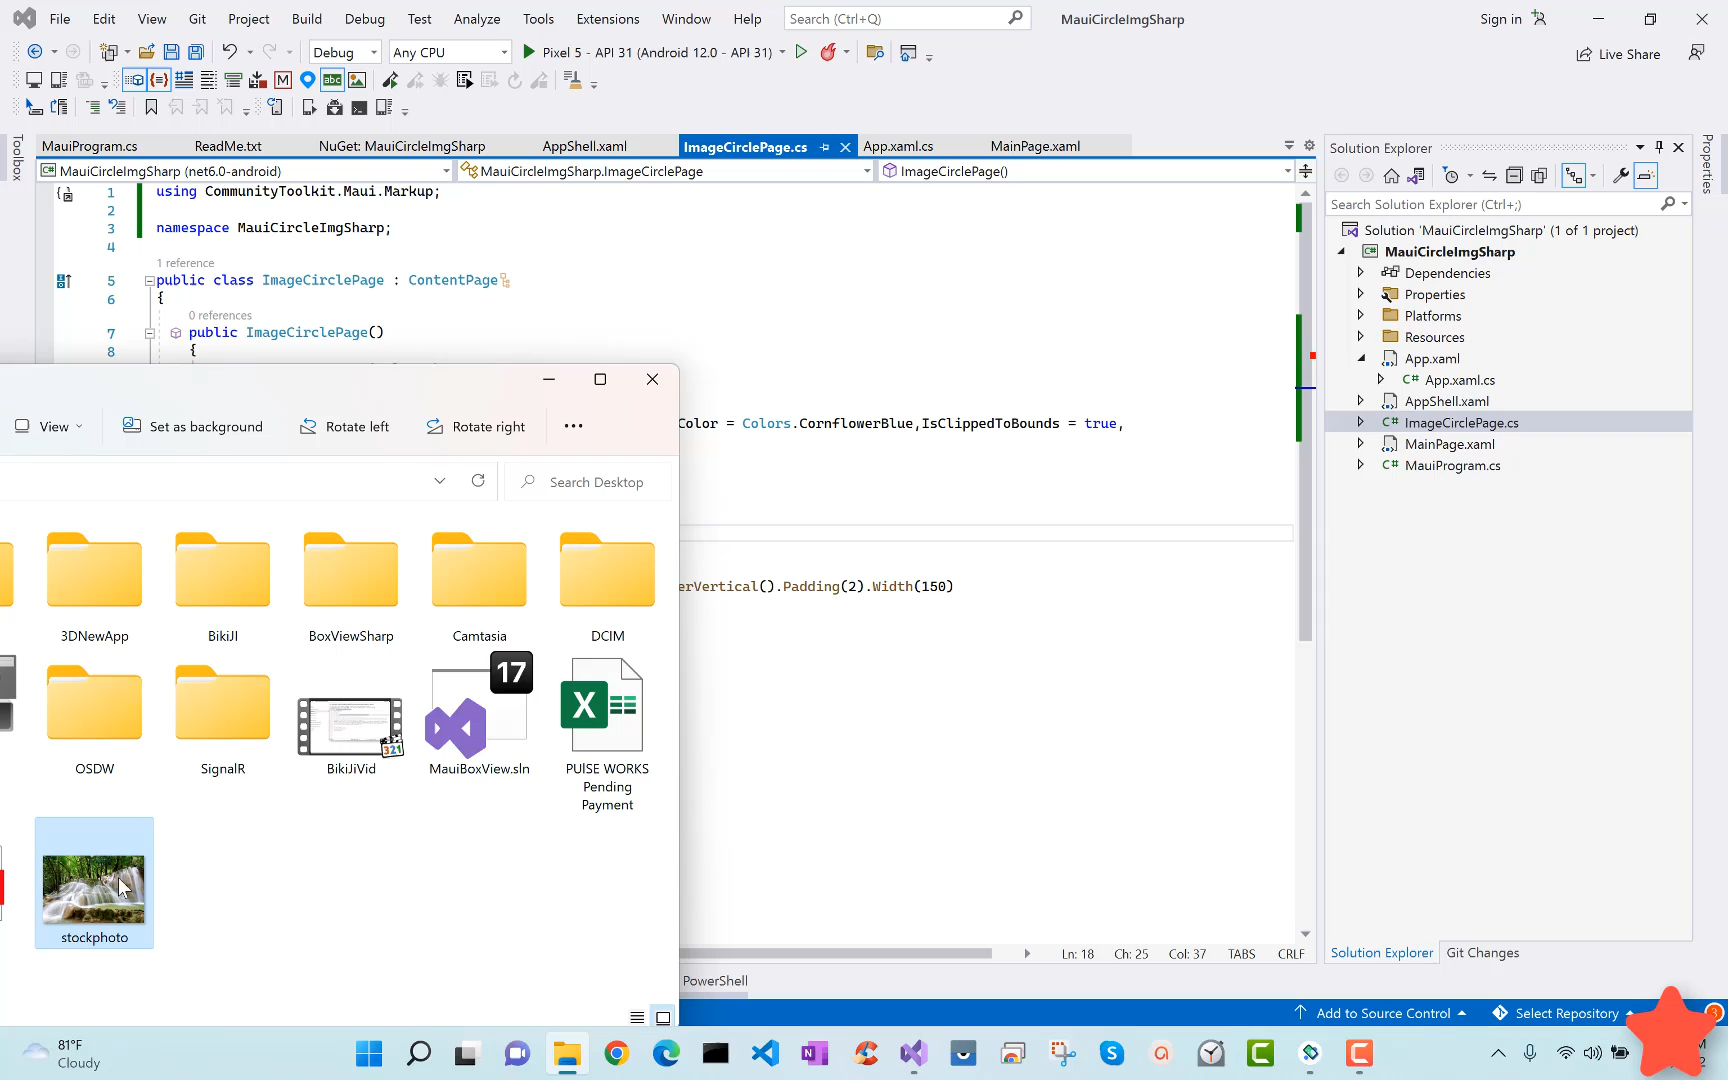 File Edit View Git Project Build Debug Test Analyze Tools Extensions Window Help Search (Ctrl+Q) MauiCircleImgSharp Sign in
Debug Any CPU Pixel 5 - API 31 (Android 12.0 - API 31) Live Share
Toolbox
MauiProgram.cs ReadMe.txt NuGet: MauiCircleImgSharp AppShell.xaml ImageCirclePage.cs App.xaml.cs MainPage.xaml
MauiCircleImgSharp (net6.0-android) MauiCircleImgSharp.ImageCirclePage ImageCirclePage()
1 using CommunityToolkit.Maui.Markup;
2
3 namespace MauiCircleImgSharp;
4
1 reference
5 public class ImageCirclePage : ContentPage
6 {
0 references
7 public ImageCirclePage()
8 {
Color = Colors.CornflowerBlue,IsClippedToBounds = true,
erVertical().Padding(2).Width(150)
Ln: 18 Ch: 25 Col: 37 TABS CRLF
PowerShell
View Set as background Rotate left Rotate right
Search Desktop
3DNewApp BikiJI BoxViewSharp Camtasia DCIM
17
OSDW SignalR BikiJiVid MauiBoxView.sln PUlSE WORKS
Pending
Payment
321
stockphoto
Solution Explorer
Search Solution Explorer (Ctrl+;)
Solution 'MauiCircleImgSharp' (1 of 1 project)
MauiCircleImgSharp
Dependencies
Properties
Platforms
Resources
App.xaml
C# App.xaml.cs
AppShell.xaml
C# ImageCirclePage.cs
MainPage.xaml
C# MauiProgram.cs
Solution Explorer Git Changes
Properties
Add to Source Control Select Repository 3
81°F
Cloudy